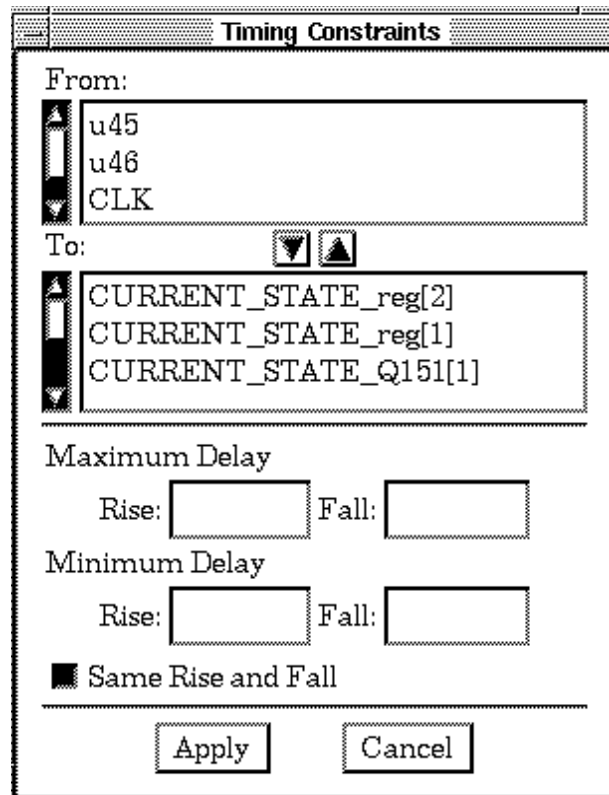 Timing Constraints
From:
u45
u46
CLK
To:
CURRENT_STATE_reg[2]
CURRENT_STATE_reg[1]
CURRENT_STATE_Q151[1]
Maximum Delay
Rise: Fall:
Minimum Delay
Rise: Fall:
Same Rise and Fall
Apply Cancel